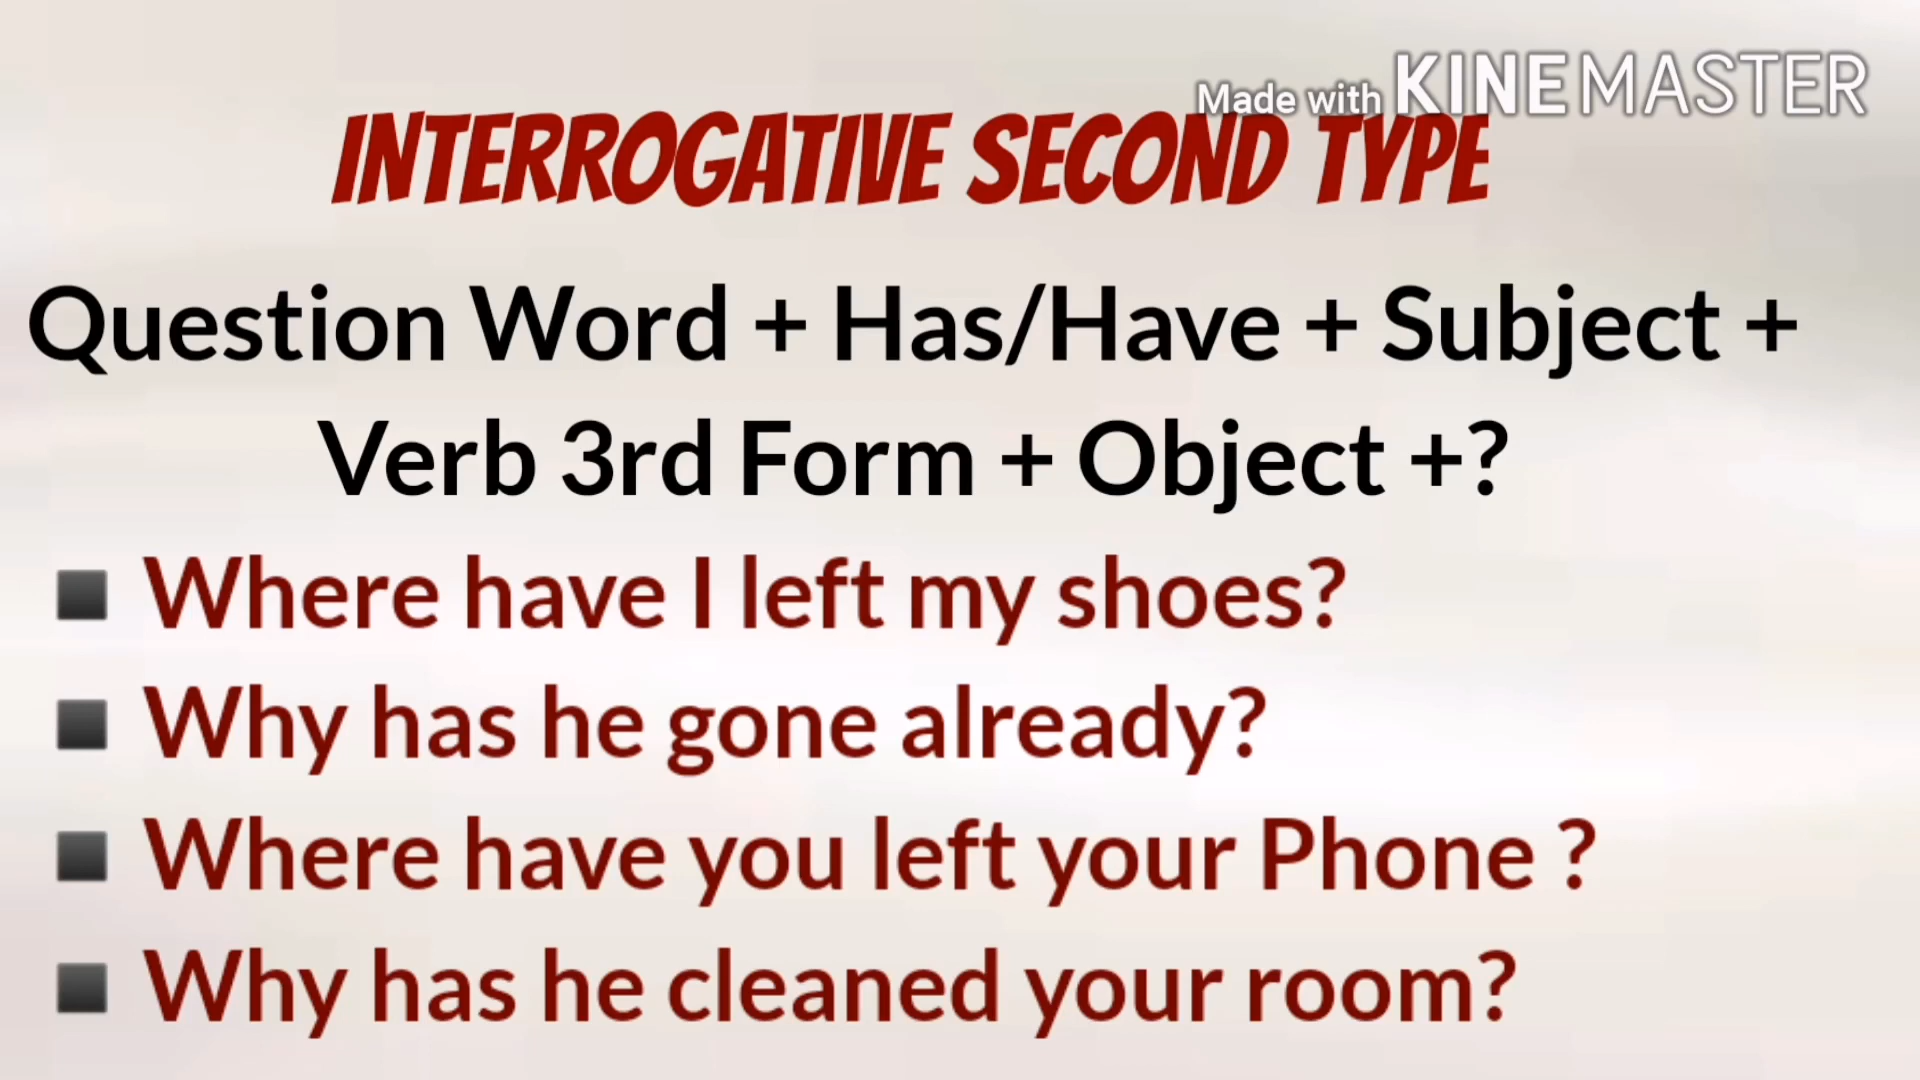 Made with KINEMASTER
INTERROGATIVE SECOND TYPE
Question Word + Has/Have + Subject +
Verb 3rd Form + Object +?
▪ Where have I left my shoes?
▪ Why has he gone already?
▪ Where have you left your Phone ?
▪ Why has he cleaned your room?